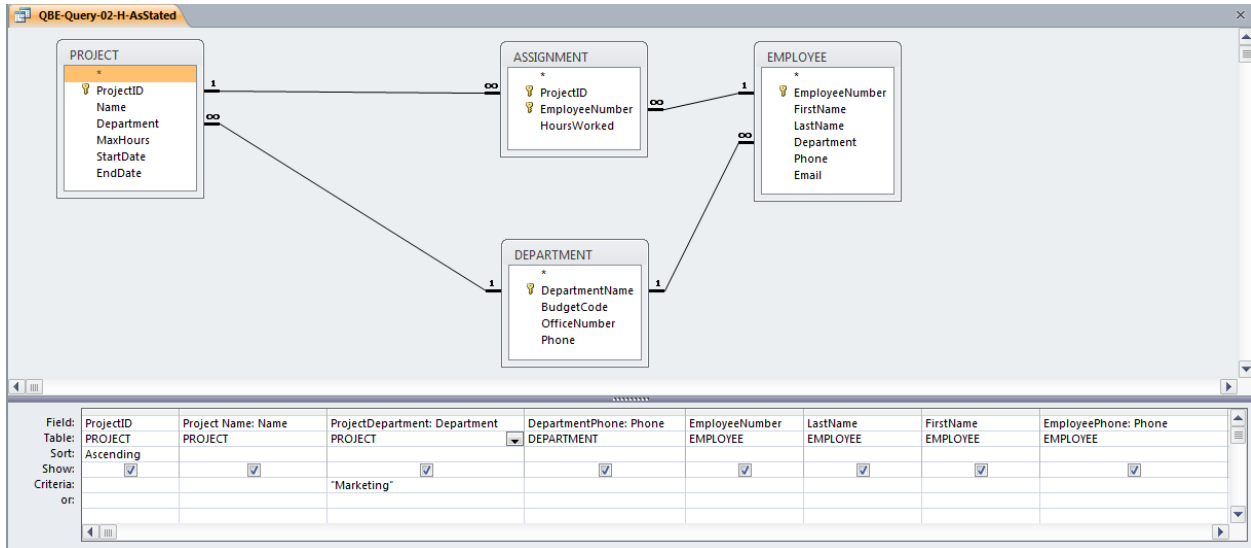 QBE-Query-02-H-AsStated
PROJECT
*
ProjectID
Name
Department
MaxHours
StartDate
EndDate
1
∞
∞
1
ASSIGNMENT
*
ProjectID
EmployeeNumber
HoursWorked
∞
1
∞
1
EMPLOYEE
*
EmployeeNumber
FirstName
LastName
Department
Phone
Email
DEPARTMENT
*
DepartmentName
BudgetCode
OfficeNumber
Phone
Field: ProjectID Project Name: Name ProjectDepartment: Department DepartmentPhone: Phone EmployeeNumber LastName FirstName EmployeePhone: Phone
Table: PROJECT PROJECT PROJECT DEPARTMENT EMPLOYEE EMPLOYEE EMPLOYEE EMPLOYEE
Sort: Ascending
Show:
Criteria: "Marketing"
or: